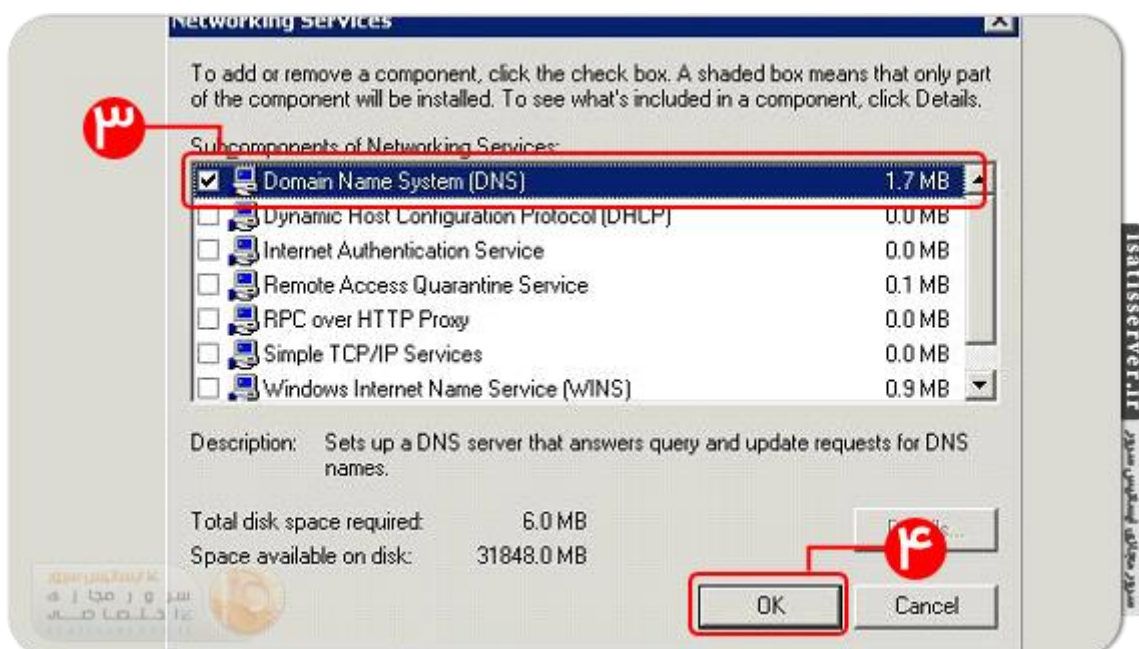 Networking Services
To add or remove a component, click the check box. A shaded box means that only part
of the component will be installed. To see what's included in a component, click Details.
۳
Subcomponents of Networking Services:
Domain Name System (DNS) 1.7 MB
Dynamic Host Configuration Protocol (DHCP) 0.0 MB
Internet Authentication Service 0.0 MB
Remote Access Quarantine Service 0.1 MB
RPC over HTTP Proxy 0.0 MB
Simple TCP/IP Services 0.0 MB
Windows Internet Name Service (WINS) 0.9 MB
Description: Sets up a DNS server that answers query and update requests for DNS
names.
Total disk space required: 6.0 MB
Space available on disk: 31848.0 MB
۴
OK Cancel
Isatisserver.ir